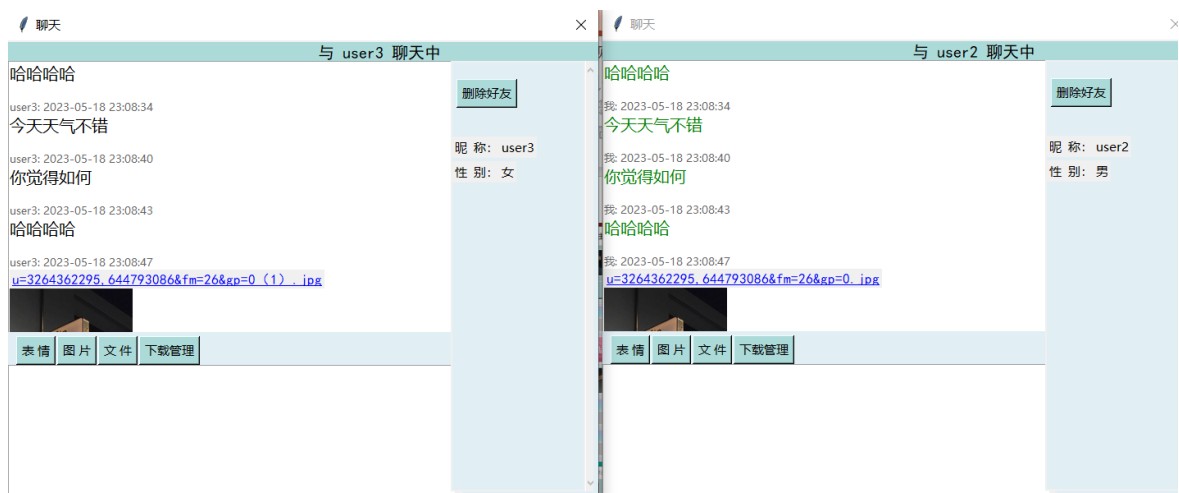 聊天
与 user3 聊天中
哈哈哈哈
user3: 2023-05-18 23:08:34
今天天气不错
user3: 2023-05-18 23:08:40
你觉得如何
user3: 2023-05-18 23:08:43
哈哈哈哈
user3: 2023-05-18 23:08:47
u=3264362295,644793086&fm=26&gp=0 (1) .jpg
表 情
图 片
文 件
下载管理
删除好友
昵 称: user3
性 别: 女
聊天
与 user2 聊天中
哈哈哈哈
我: 2023-05-18 23:08:34
今天天气不错
我: 2023-05-18 23:08:40
你觉得如何
我: 2023-05-18 23:08:43
哈哈哈哈
我: 2023-05-18 23:08:47
u=3264362295,644793086&fm=26&gp=0.jpg
表 情
图 片
文 件
下载管理
删除好友
昵 称: user2
性 别: 男